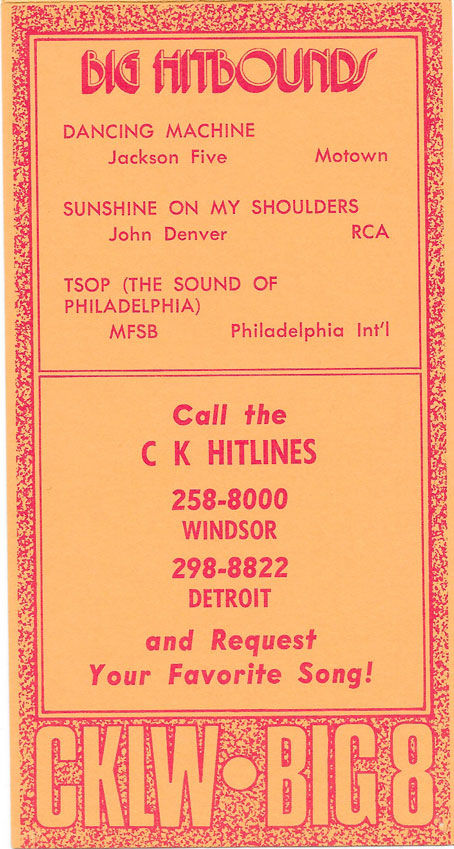 BIG HITBOUNDS
DANCING MACHINE
Jackson Five Motown
SUNSHINE ON MY SHOULDERS
John Denver RCA
TSOP (THE SOUND OF
PHILADELPHIA)
MFSB Philadelphia Int'l
Call the
C K HITLINES
258-8000
WINDSOR
298-8822
DETROIT
and Request
Your Favorite Song!
CKLW•BIG 8